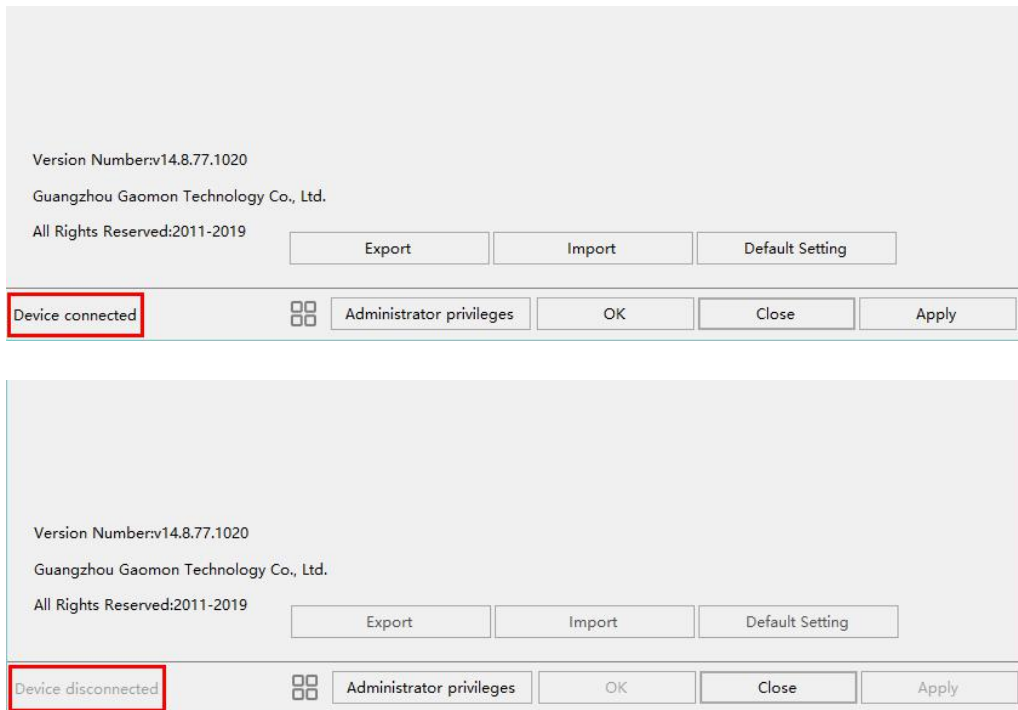 Version Number:v14.8.77.1020
Guangzhou Gaomon Technology Co., Ltd.
All Rights Reserved:2011-2019
Export Import Default Setting
Device connected Administrator privileges OK Close Apply
Version Number:v14.8.77.1020
Guangzhou Gaomon Technology Co., Ltd.
All Rights Reserved:2011-2019
Export Import Default Setting
Device disconnected Administrator privileges OK Close Apply